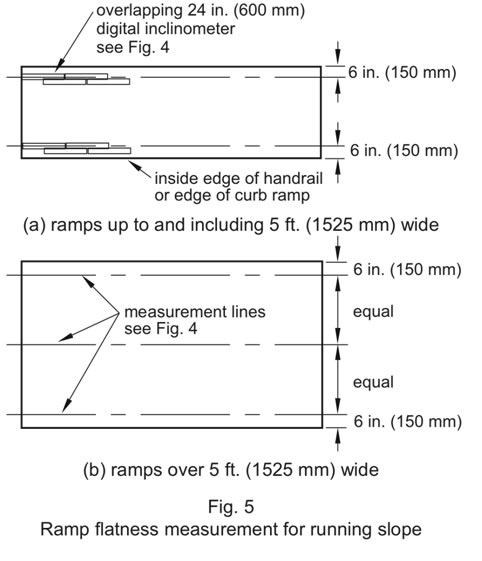 overlapping 24 in. (600 mm)
digital inclinometer
see Fig. 4
6 in. (150 mm)
6 in. (150 mm)
inside edge of handrail
or edge of curb ramp
(a) ramps up to and including 5 ft. (1525 mm) wide
6 in. (150 mm)
measurement lines
see Fig. 4
equal
equal
6 in. (150 mm)
(b) ramps over 5 ft. (1525 mm) wide
Fig. 5
Ramp flatness measurement for running slope